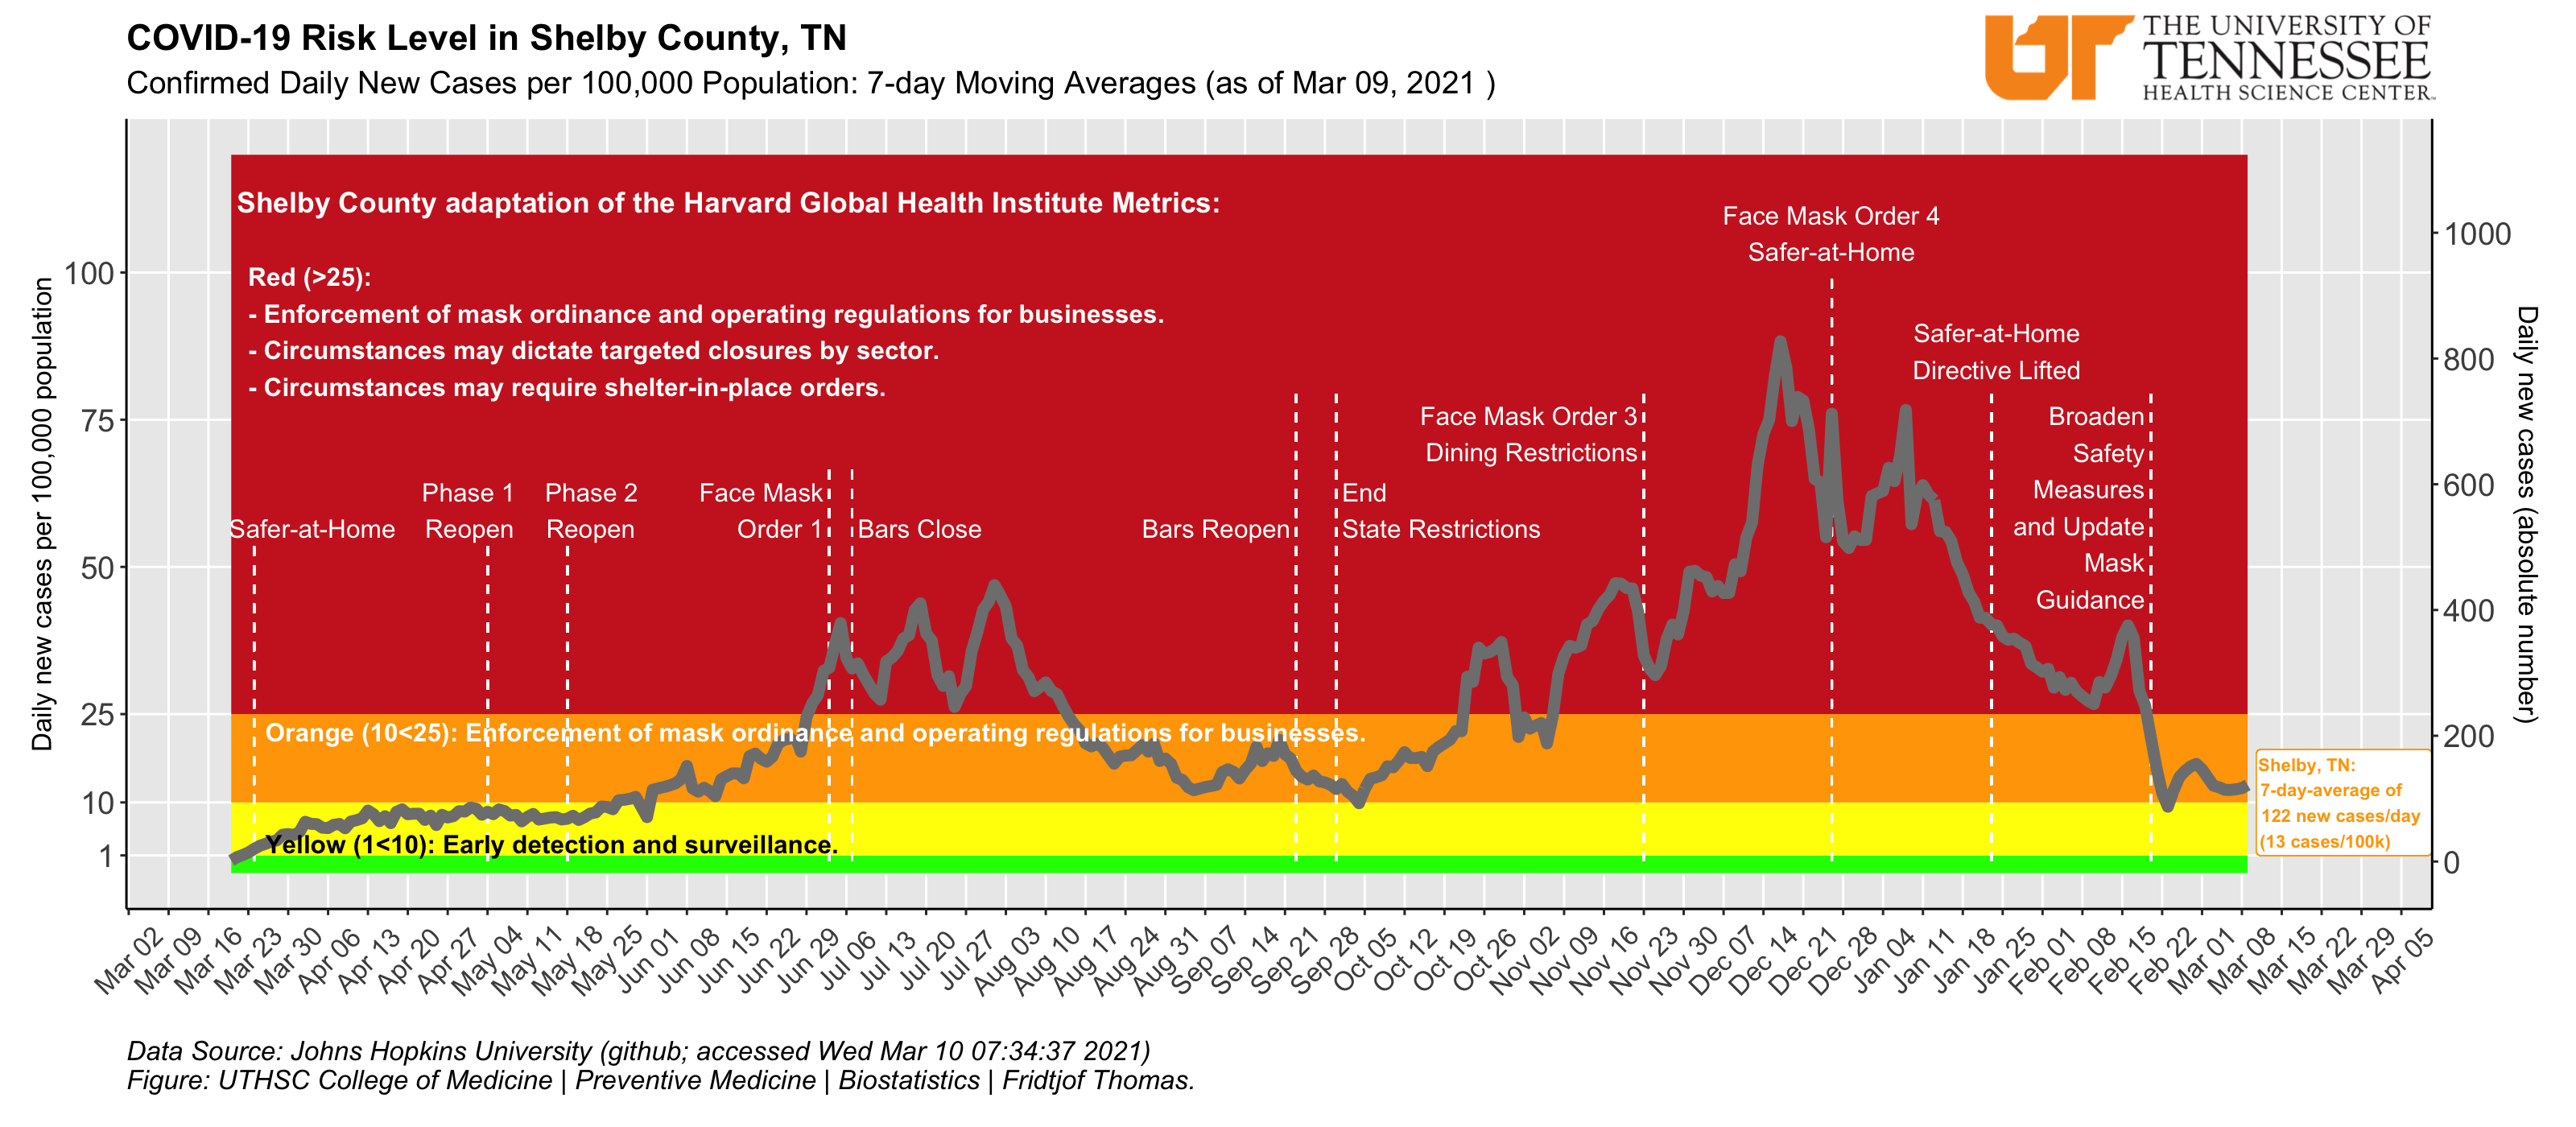 COVID-19 Risk Level in Shelby County, TN
Confirmed Daily New Cases per 100,000 Population: 7-day Moving Averages (as of Mar 09, 2021 )
UT
THE UNIVERSITY OF
TENNESSEE
HEALTH SCIENCE CENTER™
Daily new cases per 100,000 population
100
75
50
25
10
1
Shelby County adaptation of the Harvard Global Health Institute Metrics:
Red (>25):
- Enforcement of mask ordinance and operating regulations for businesses.
- Circumstances may dictate targeted closures by sector.
- Circumstances may require shelter-in-place orders.
Safer-at-Home
Phase 1
Reopen
Phase 2
Reopen
Face Mask
Order 1
Bars Close
Bars Reopen
End
State Restrictions
Face Mask Order 3
Dining Restrictions
Face Mask Order 4
Safer-at-Home
Safer-at-Home
Directive Lifted
Broaden
Safety
Measures
and Update
Mask
Guidance
Orange (10<25): Enforcement of mask ordinance and operating regulations for businesses.
Yellow (1<10): Early detection and surveillance.
Shelby, TN:
7-day-average of
122 new cases/day
(13 cases/100k)
1000
800
600
400
200
0
Daily new cases (absolute number)
Mar 02
Mar 09
Mar 16
Mar 23
Mar 30
Apr 06
Apr 13
Apr 20
Apr 27
May 04
May 11
May 18
May 25
Jun 01
Jun 08
Jun 15
Jun 22
Jun 29
Jul 06
Jul 13
Jul 20
Jul 27
Aug 03
Aug 10
Aug 17
Aug 24
Aug 31
Sep 07
Sep 14
Sep 21
Sep 28
Oct 05
Oct 12
Oct 19
Oct 26
Nov 02
Nov 09
Nov 16
Nov 23
Nov 30
Dec 07
Dec 14
Dec 21
Dec 28
Jan 04
Jan 11
Jan 18
Jan 25
Feb 01
Feb 08
Feb 15
Feb 22
Mar 01
Mar 08
Mar 15
Mar 22
Mar 29
Apr 05
Data Source: Johns Hopkins University (github; accessed Wed Mar 10 07:34:37 2021)
Figure: UTHSC College of Medicine | Preventive Medicine | Biostatistics | Fridtjof Thomas.